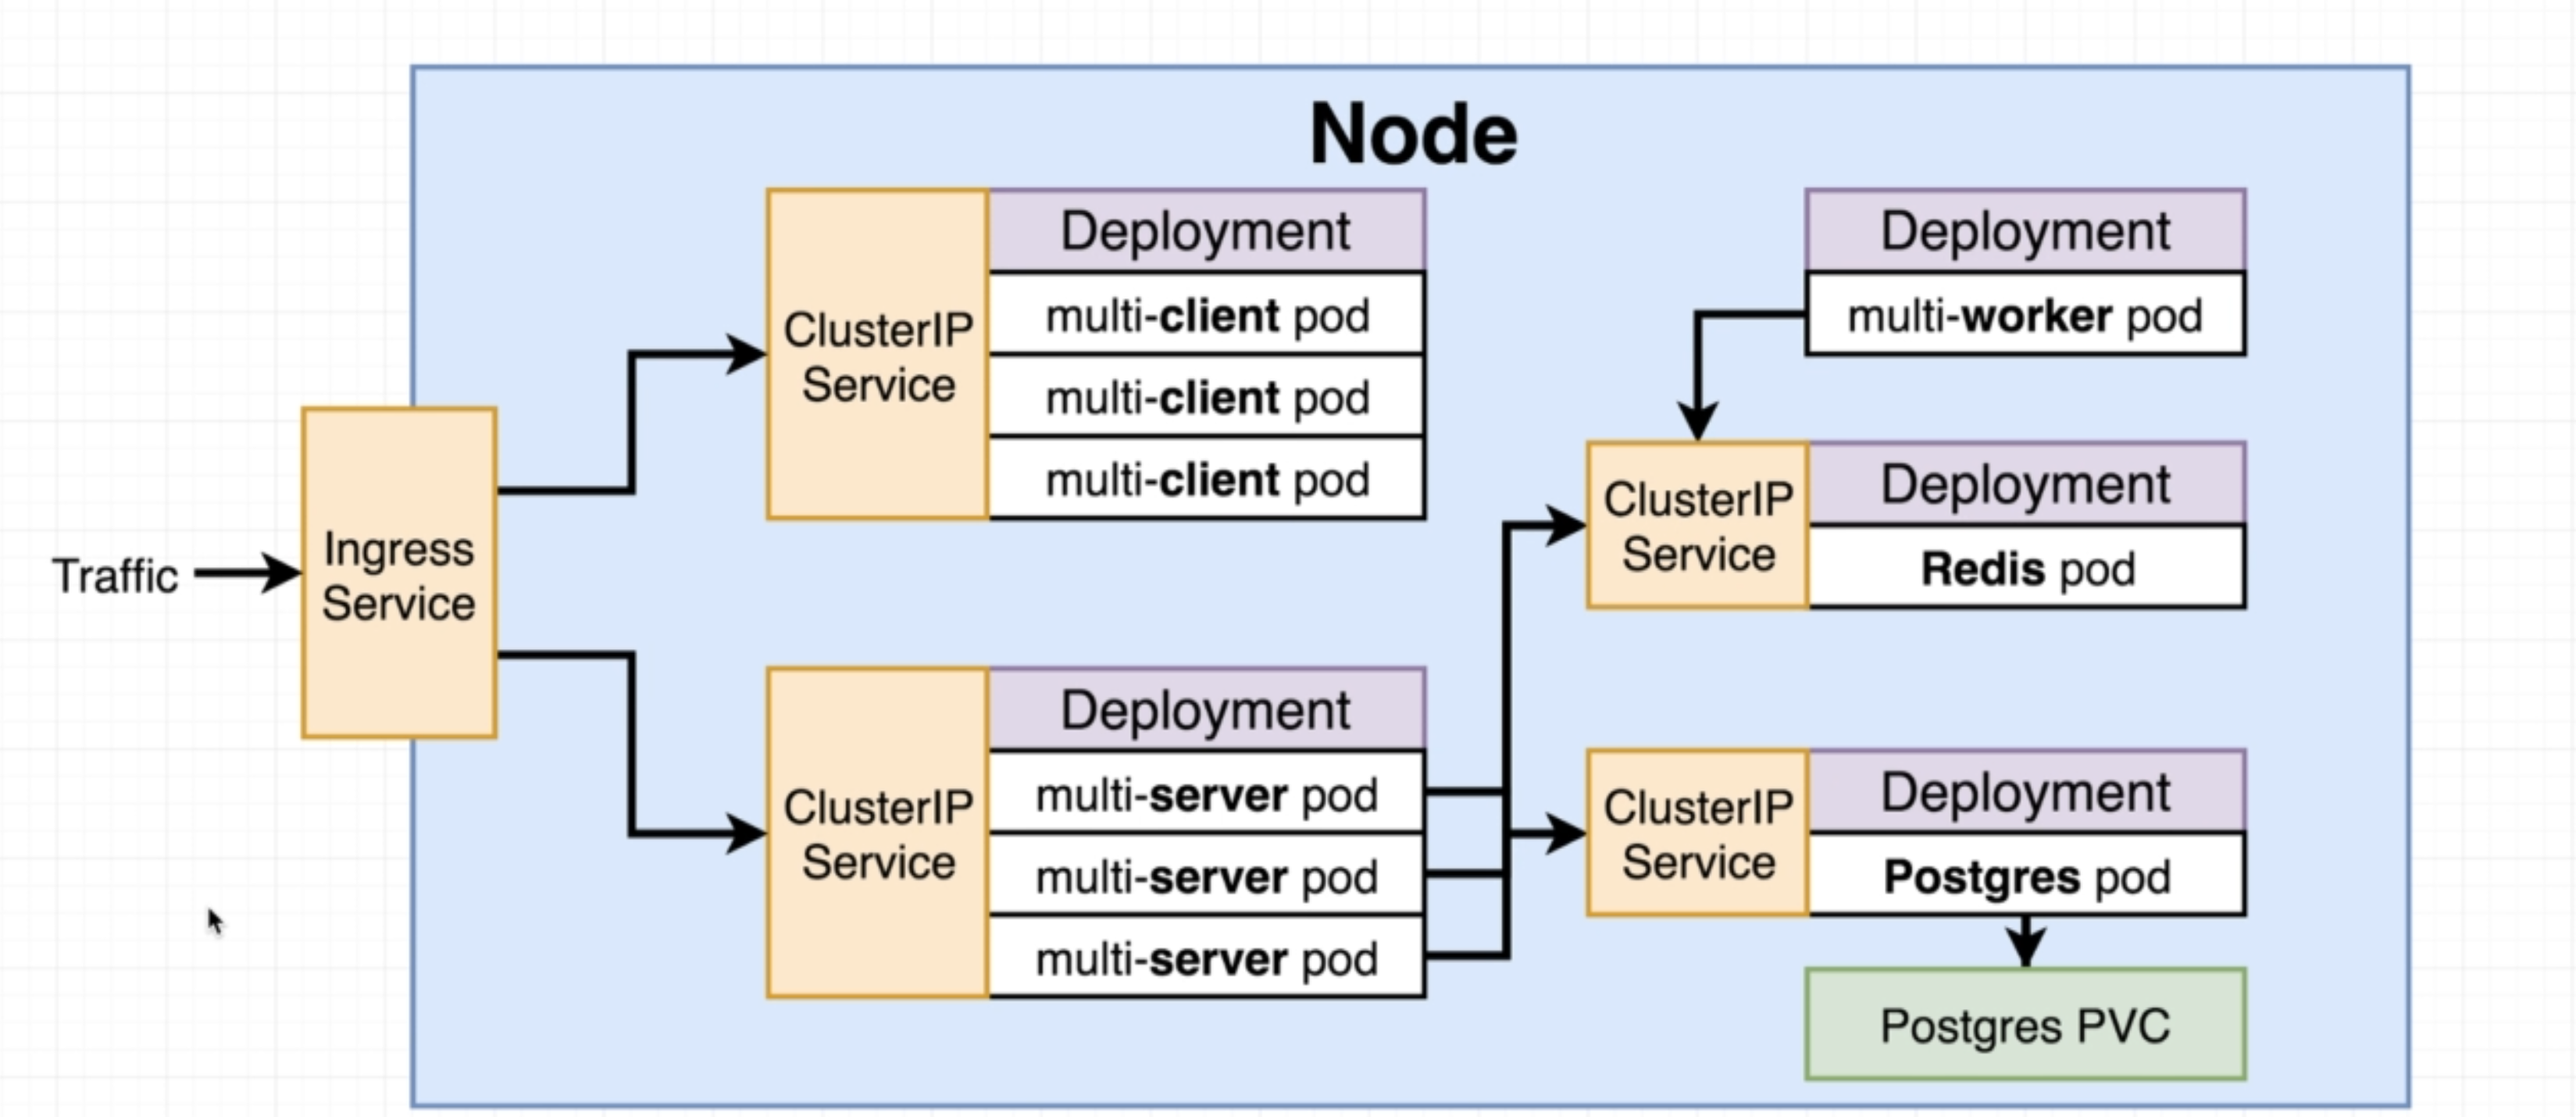 Node
Traffic
Ingress
Service
ClusterIP
Service
Deployment
multi-client pod
multi-client pod
multi-client pod
ClusterIP
Service
Deployment
multi-server pod
multi-server pod
multi-server pod
Deployment
multi-worker pod
ClusterIP
Service
Deployment
Redis pod
ClusterIP
Service
Deployment
Postgres pod
Postgres PVC